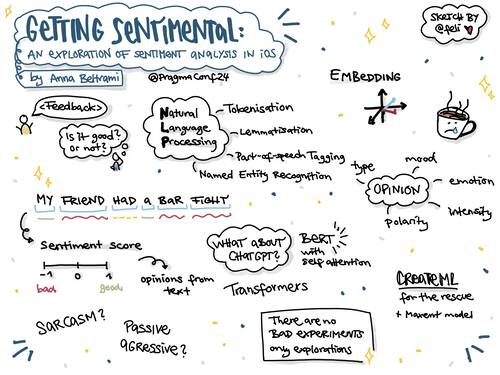 GETTING SENTIMENTAL:
AN EXPLORATION OF SENTIMENT ANALYSIS IN iOS
by Anna Beltrami
@PragmaConf24
SKETCH BY
@feli
<Feedback>
Is it good?
or not?
Natural
Language
Processing
Tokenisation
Lemmatisation
Part-of-speech Tagging
Named Entity Recognition
EMBEDDING
OPINION
type
mood
emotion
intensity
polarity
MY FRIEND HAD A BAR FIGHT
Sentiment score
-1 0 1
bad good
opinions from
text
WHAT ABOUT
CHATGPT?
BERT
with
self attention
Transformers
CREATE ML
for the rescue
+ Maxent model
SARCASM?
PASSIVE
AGRESSIVE?
There are no
BAD EXPERIMENTS
only explorations